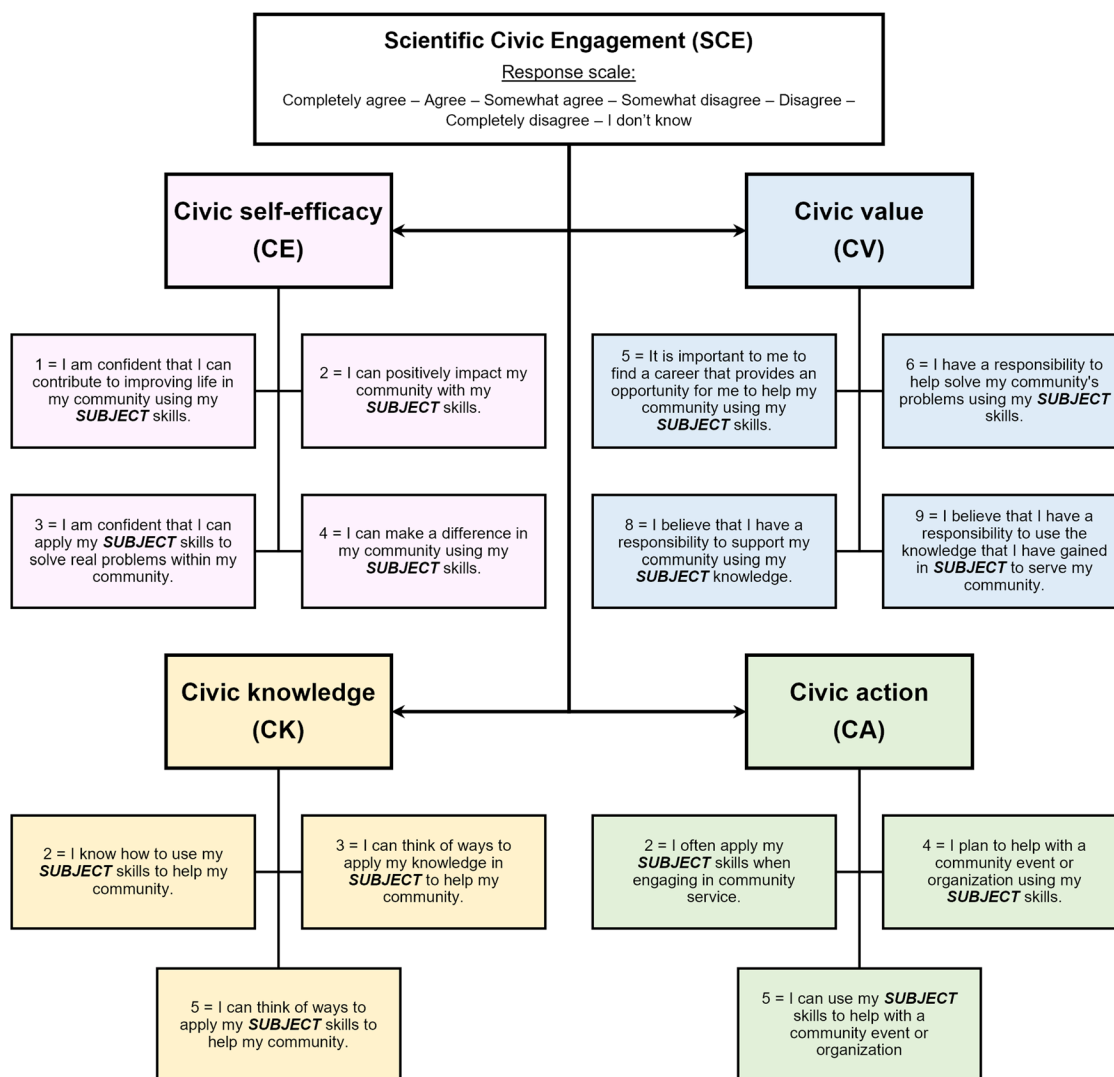 Scientific Civic Engagement (SCE)
Response scale:
Completely agree – Agree – Somewhat agree – Somewhat disagree – Disagree –
Completely disagree – I don’t know
Civic self-efficacy
(CE)
Civic value
(CV)
1 = I am confident that I can
contribute to improving life in
my community using my
SUBJECT skills.
2 = I can positively impact my
community with my
SUBJECT skills.
5 = It is important to me to
find a career that provides an
opportunity for me to help my
community using my
SUBJECT skills.
6 = I have a responsibility to
help solve my community's
problems using my SUBJECT
skills.
3 = I am confident that I can
apply my SUBJECT skills to
solve real problems within my
community.
4 = I can make a difference in
my community using my
SUBJECT skills.
8 = I believe that I have a
responsibility to support my
community using my
SUBJECT knowledge.
9 = I believe that I have a
responsibility to use the
knowledge that I have gained
in SUBJECT to serve my
community.
Civic knowledge
(CK)
Civic action
(CA)
2 = I know how to use my
SUBJECT skills to help my
community.
3 = I can think of ways to
apply my knowledge in
SUBJECT to help my
community.
2 = I often apply my
SUBJECT skills when
engaging in community
service.
4 = I plan to help with a
community event or
organization using my
SUBJECT skills.
5 = I can think of ways to
apply my SUBJECT skills to
help my community.
5 = I can use my SUBJECT
skills to help with a
community event or
organization